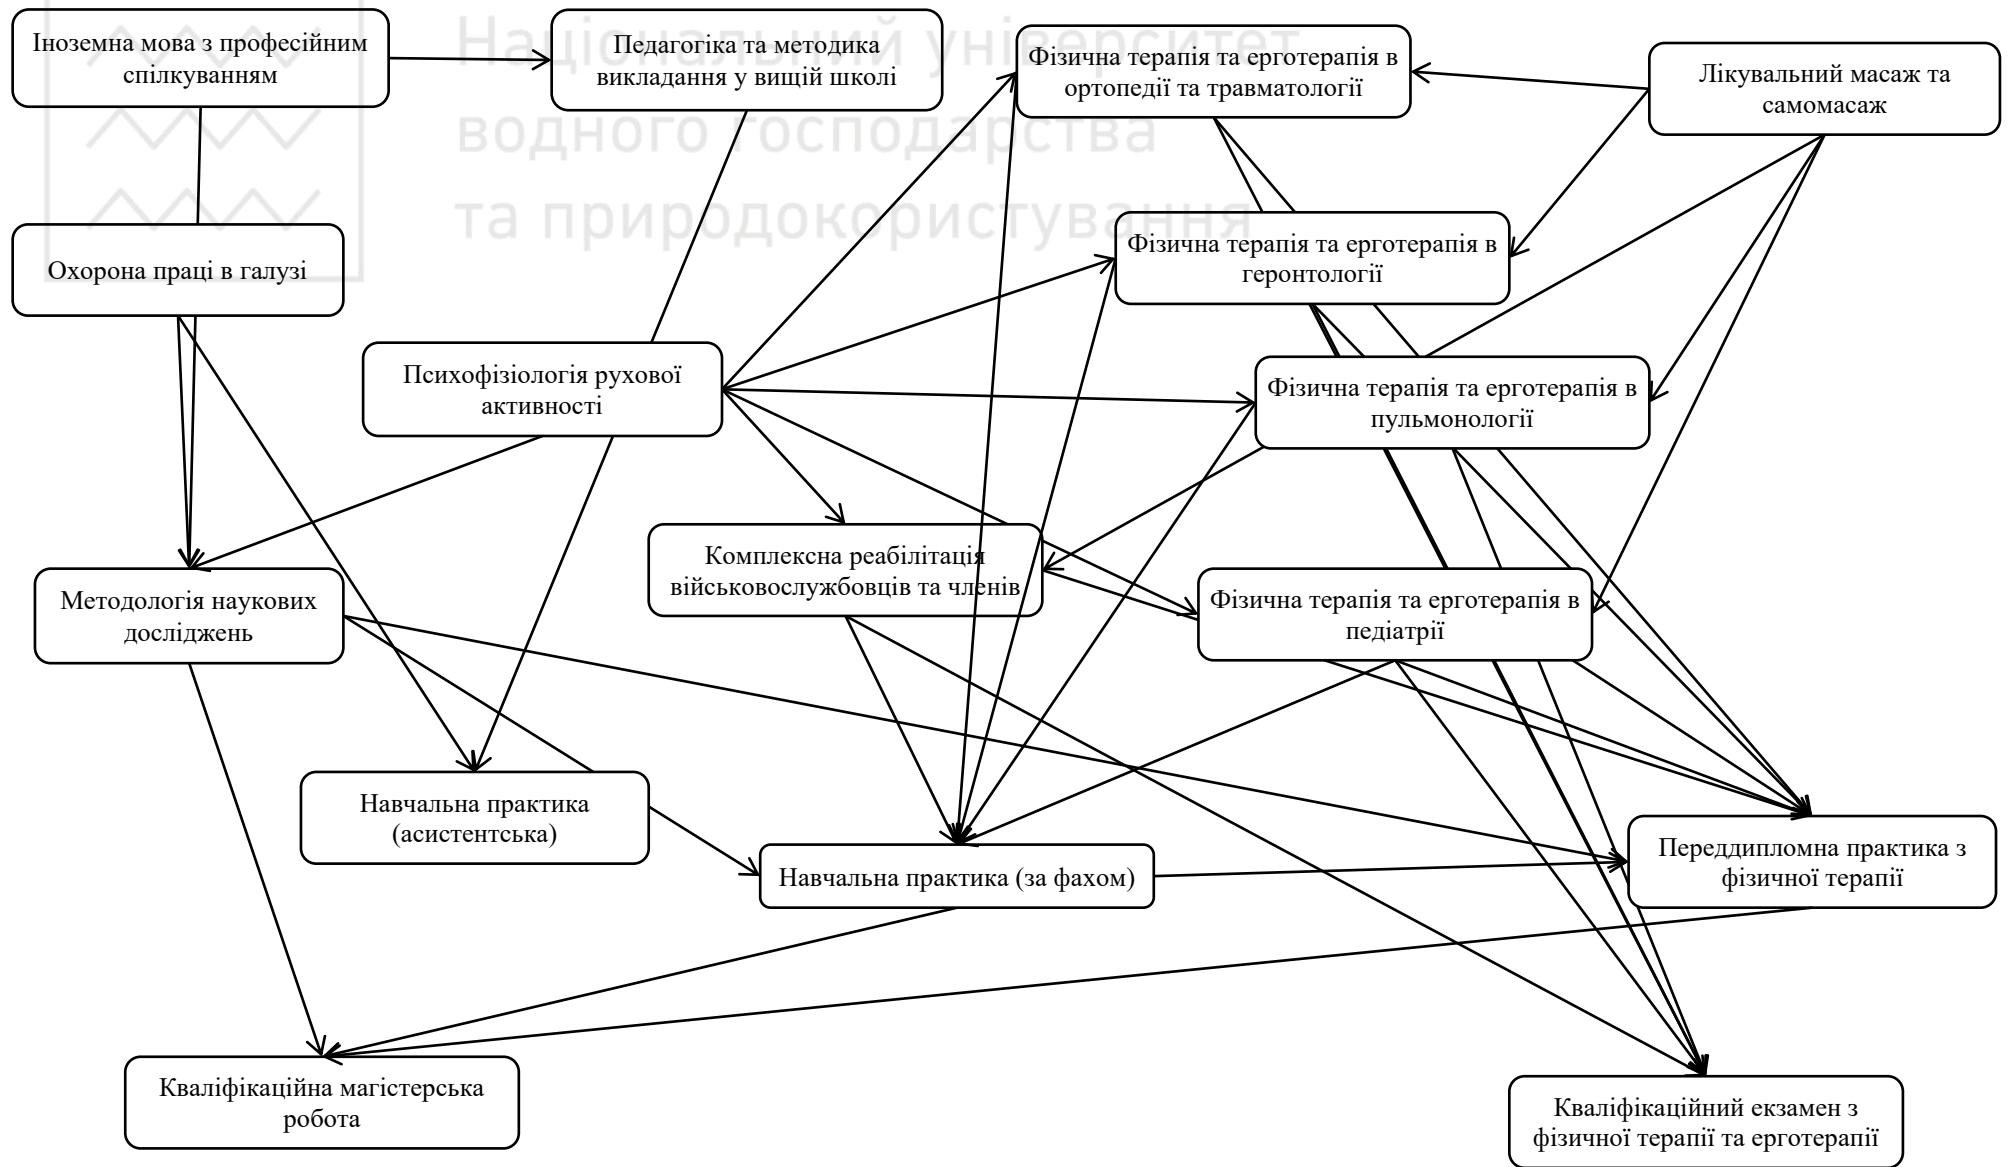 Національний університет
водного господарства
та природокористування
Іноземна мова з професійним
спілкуванням
Педагогіка та методика
викладання у вищій школі
Фізична терапія та ерготерапія в
ортопедії та травматології
Лікувальний масаж та
самомасаж
Охорона праці в галузі
Фізична терапія та ерготерапія в
геронтології
Психофізіологія рухової
активності
Фізична терапія та ерготерапія в
пульмонології
Комплексна реабілітація
військовослужбовців та членів
Методологія наукових
досліджень
Фізична терапія та ерготерапія в
педіатрії
Навчальна практика
(асистентська)
Навчальна практика (за фахом)
Переддипломна практика з
фізичної терапії
Кваліфікаційна магістерська
робота
Кваліфікаційний екзамен з
фізичної терапії та ерготерапії